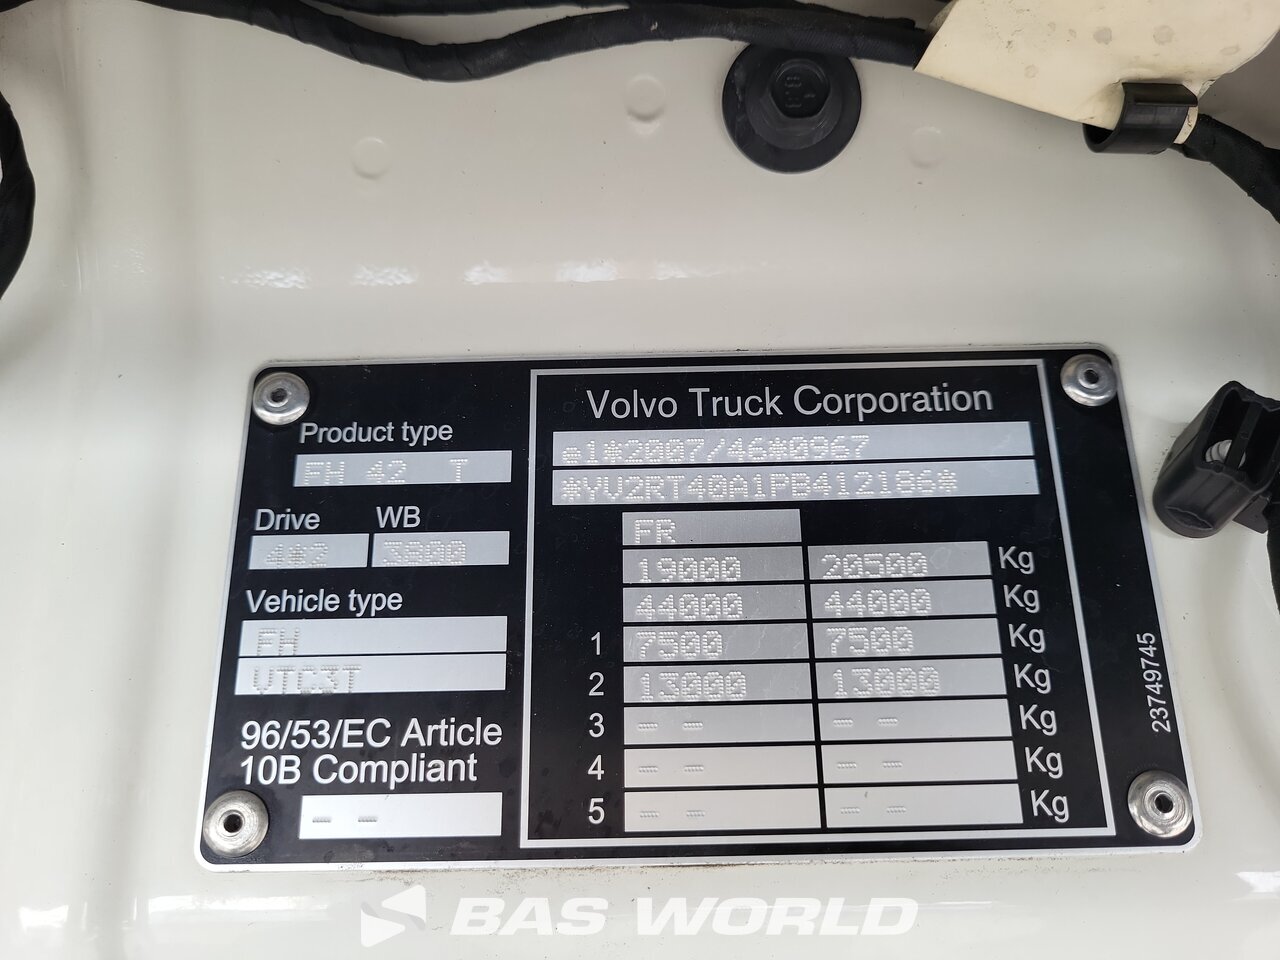 Volvo Truck Corporation
Product type
FH 42 T
e1*2007/46*0967
*YV2RT40A1PB412186*
Drive WB
4*2 3800
FR
19000 20500 Kg
44000 44000 Kg
Vehicle type
FH
VTC3T
1 7500 7500 Kg
2 13000 13000 Kg
3 -- -- Kg
4 -- -- Kg
5 -- -- Kg
96/53/EC Article
10B Compliant
-- 
23749745
BAS WORLD